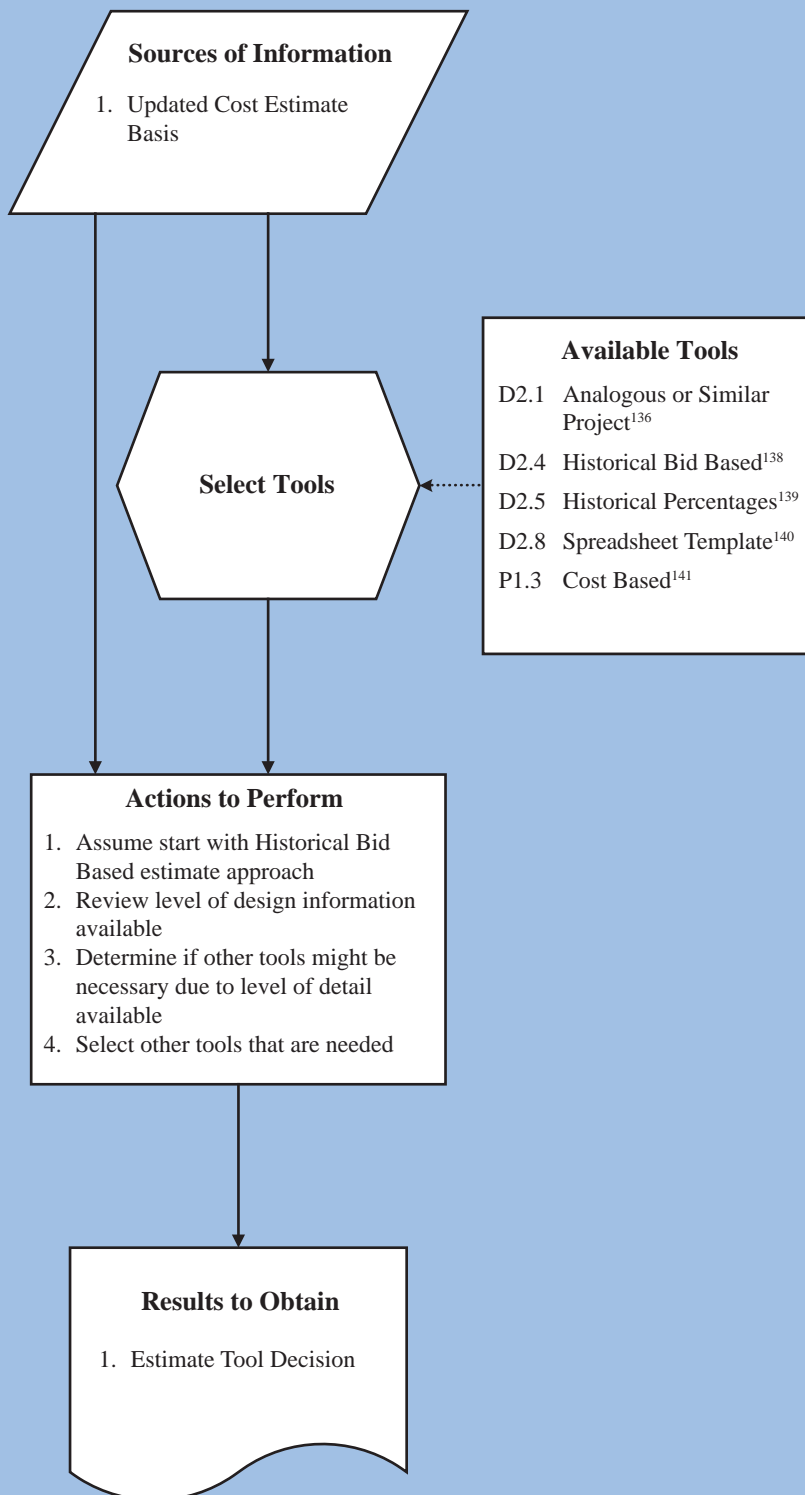 Sources of Information
1. Updated Cost Estimate
Basis
Select Tools
Available Tools
D2.1 Analogous or Similar
Project136
D2.4 Historical Bid Based138
D2.5 Historical Percentages139
D2.8 Spreadsheet Template140
P1.3 Cost Based141
Actions to Perform
1. Assume start with Historical Bid
Based estimate approach
2. Review level of design information
available
3. Determine if other tools might be
necessary due to level of detail
available
4. Select other tools that are needed
Results to Obtain
1. Estimate Tool Decision